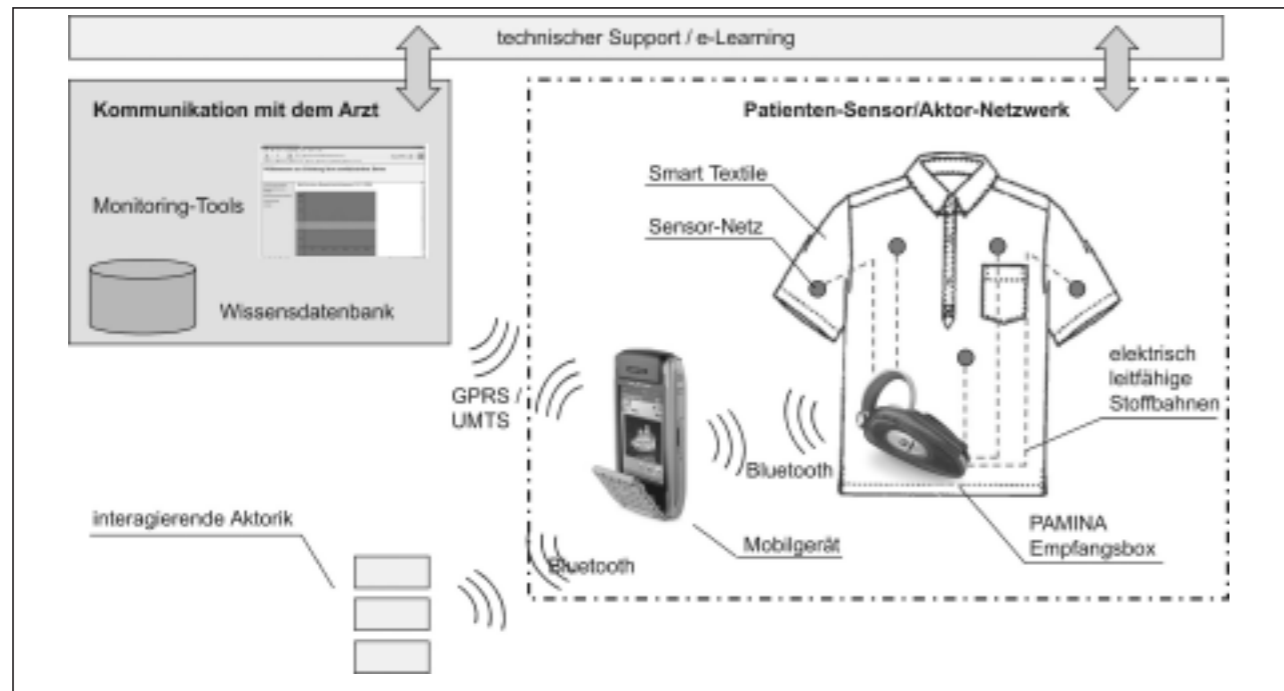 technischer Support / e-Learning
Kommunikation mit dem Arzt
Monitoring-Tools
Wissensdatenbank
Patienten-Sensor/Aktor-Netzwerk
Smart Textile
Sensor-Netz
elektrisch
leitfähige
Stoffbahnen
GPRS /
UMTS
Bluetooth
Mobilgerät
PAMINA
Empfangsbox
interagierende Aktorik
Bluetooth